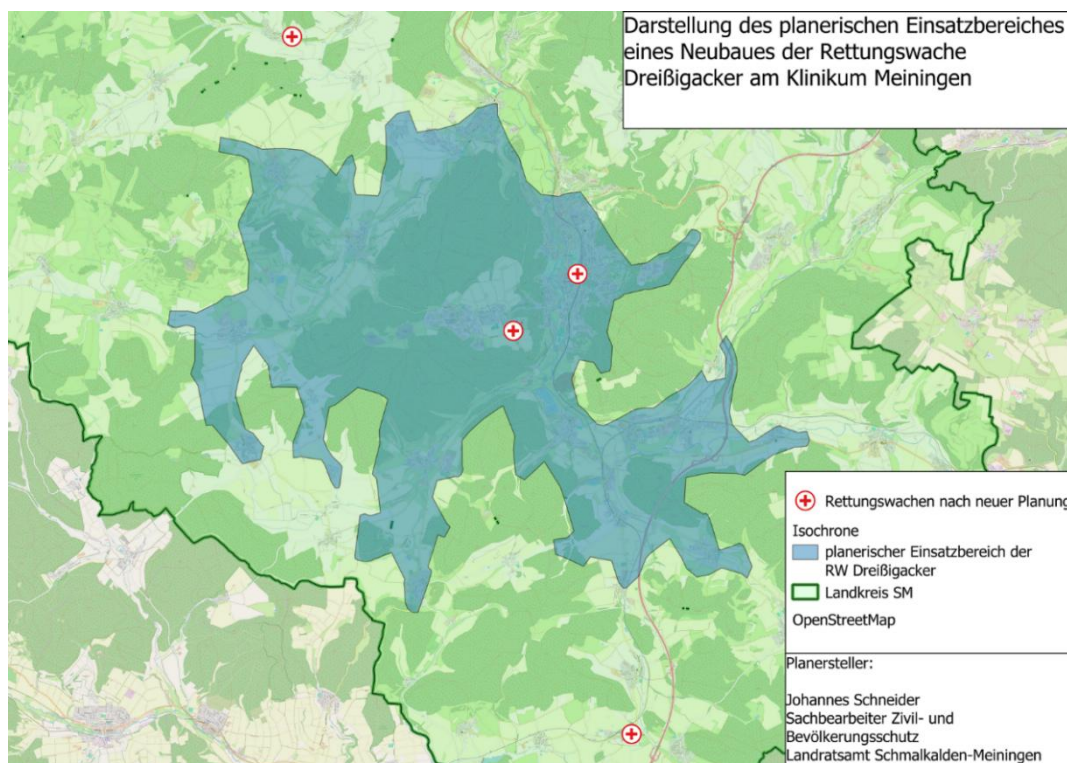 Darstellung des planerischen Einsatzbereiches
eines Neubaues der Rettungswache
Dreißigacker am Klinikum Meiningen
Rettungswachen nach neuer Planung
Isochrone
planerischer Einsatzbereich der
RW Dreißigacker
Landkreis SM
OpenStreetMap
Planersteller:
Johannes Schneider
Sachbearbeiter Zivil- und
Bevölkerungsschutz
Landratsamt Schmalkalden-Meiningen